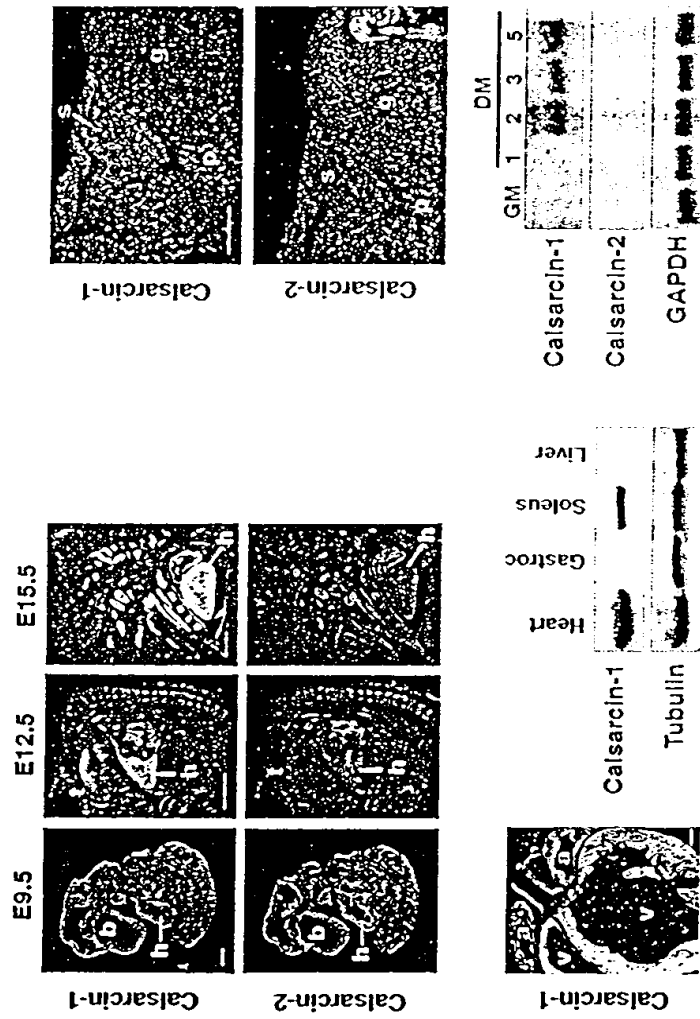 E9.5 E12.5 E15.5
Calsarcin-1
b
h
h
h
Calsarcin-2
b
h
h
h
Calsarcin-1
s
g
p
Calsarcin-2
s
g
p
Calsarcin-1
a
a
v
v
Heart Gastroc Soleus Liver
Calsarcin-1
Tubulin
DM
GM 1 2 3 5
Calsarcin-1
Calsarcin-2
GAPDH